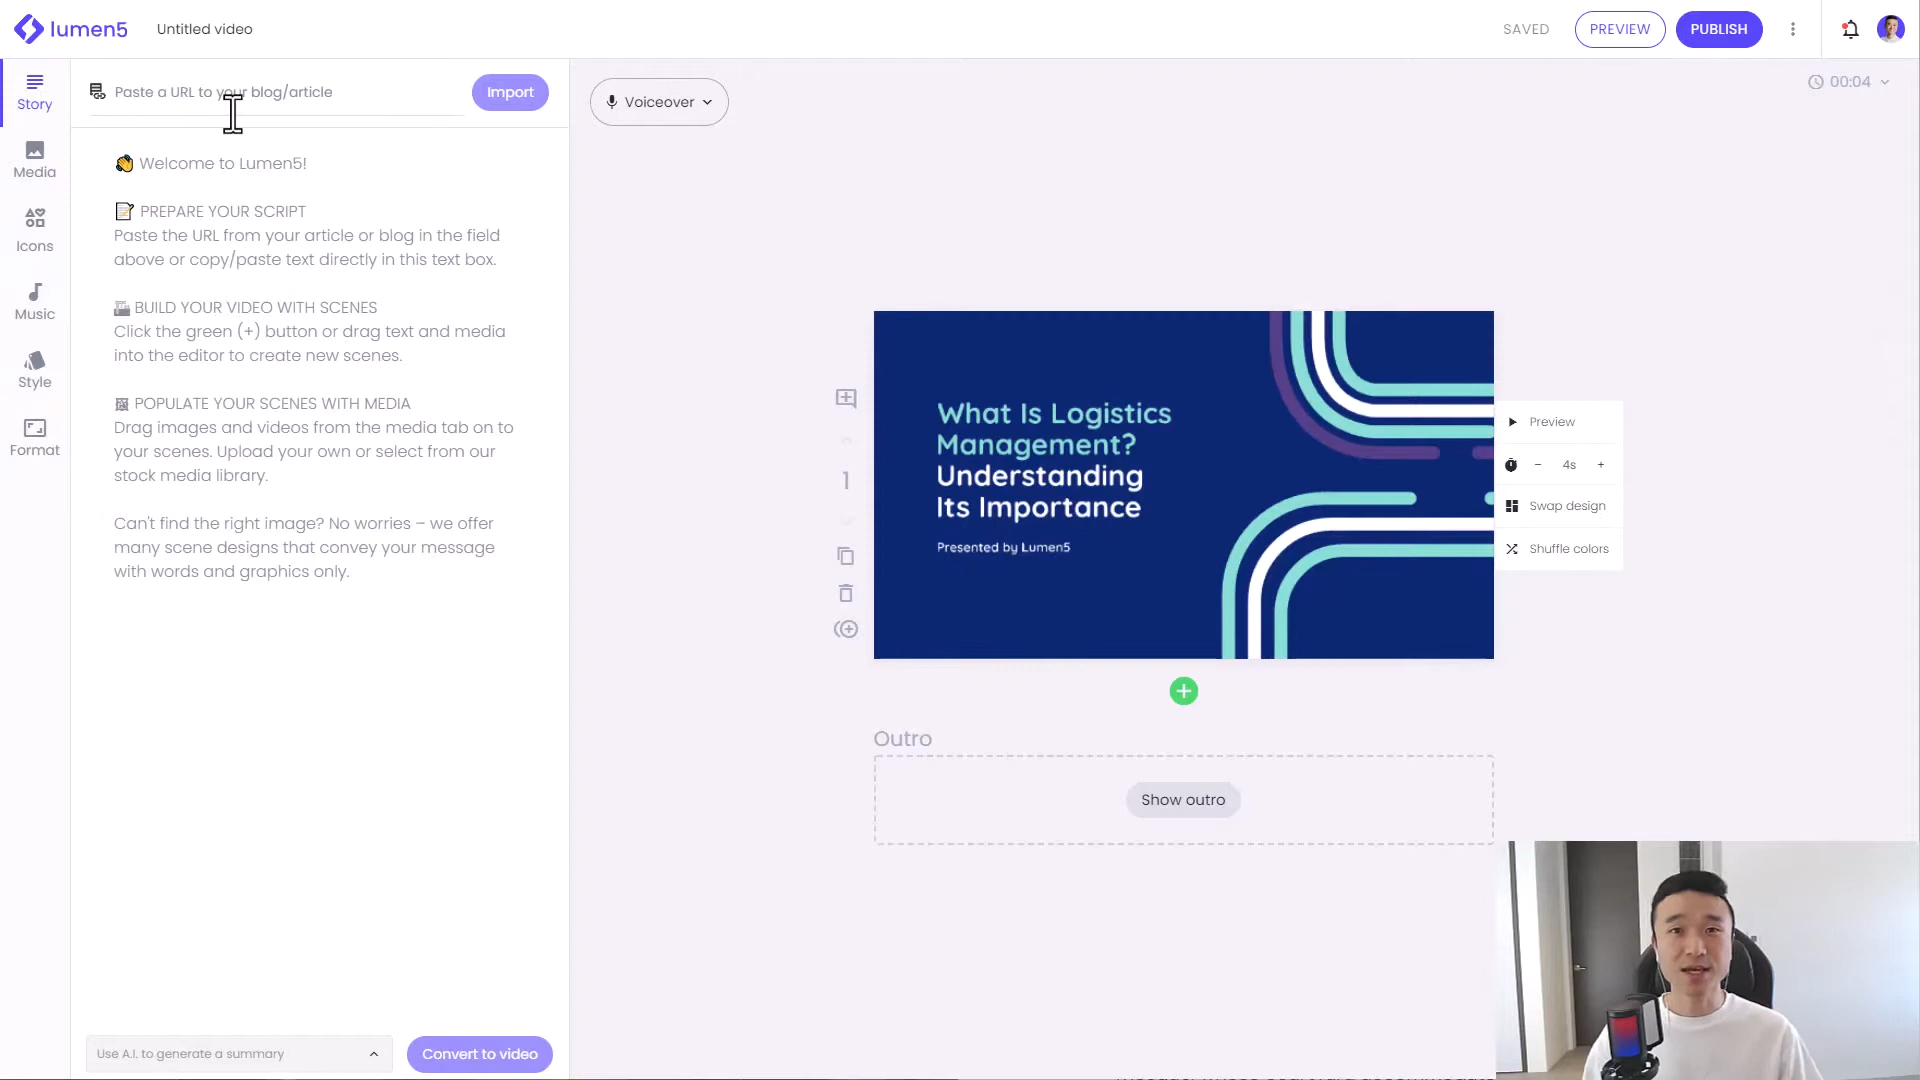 lumen5
Untitled video
SAVED
PREVIEW
PUBLISH
Story
Media
Icons
Music
Style
Format
Paste a URL to your blog/article
Import
👋 Welcome to Lumen5!
📝 PREPARE YOUR SCRIPT
Paste the URL from your article or blog in the field
above or copy/paste text directly in this text box.
BUILD YOUR VIDEO WITH SCENES
Click the green (+) button or drag text and media
into the editor to create new scenes.
POPULATE YOUR SCENES WITH MEDIA
Drag images and videos from the media tab on to
your scenes. Upload your own or select from our
stock media library.
Can't find the right image? No worries – we offer
many scene designs that convey your message
with words and graphics only.
Use A.I. to generate a summary
Convert to video
Voiceover
00:04
1
What Is Logistics
Management?
Understanding
Its Importance
Presented by Lumen5
Preview
− 4s +
Swap design
Shuffle colors
Outro
Show outro